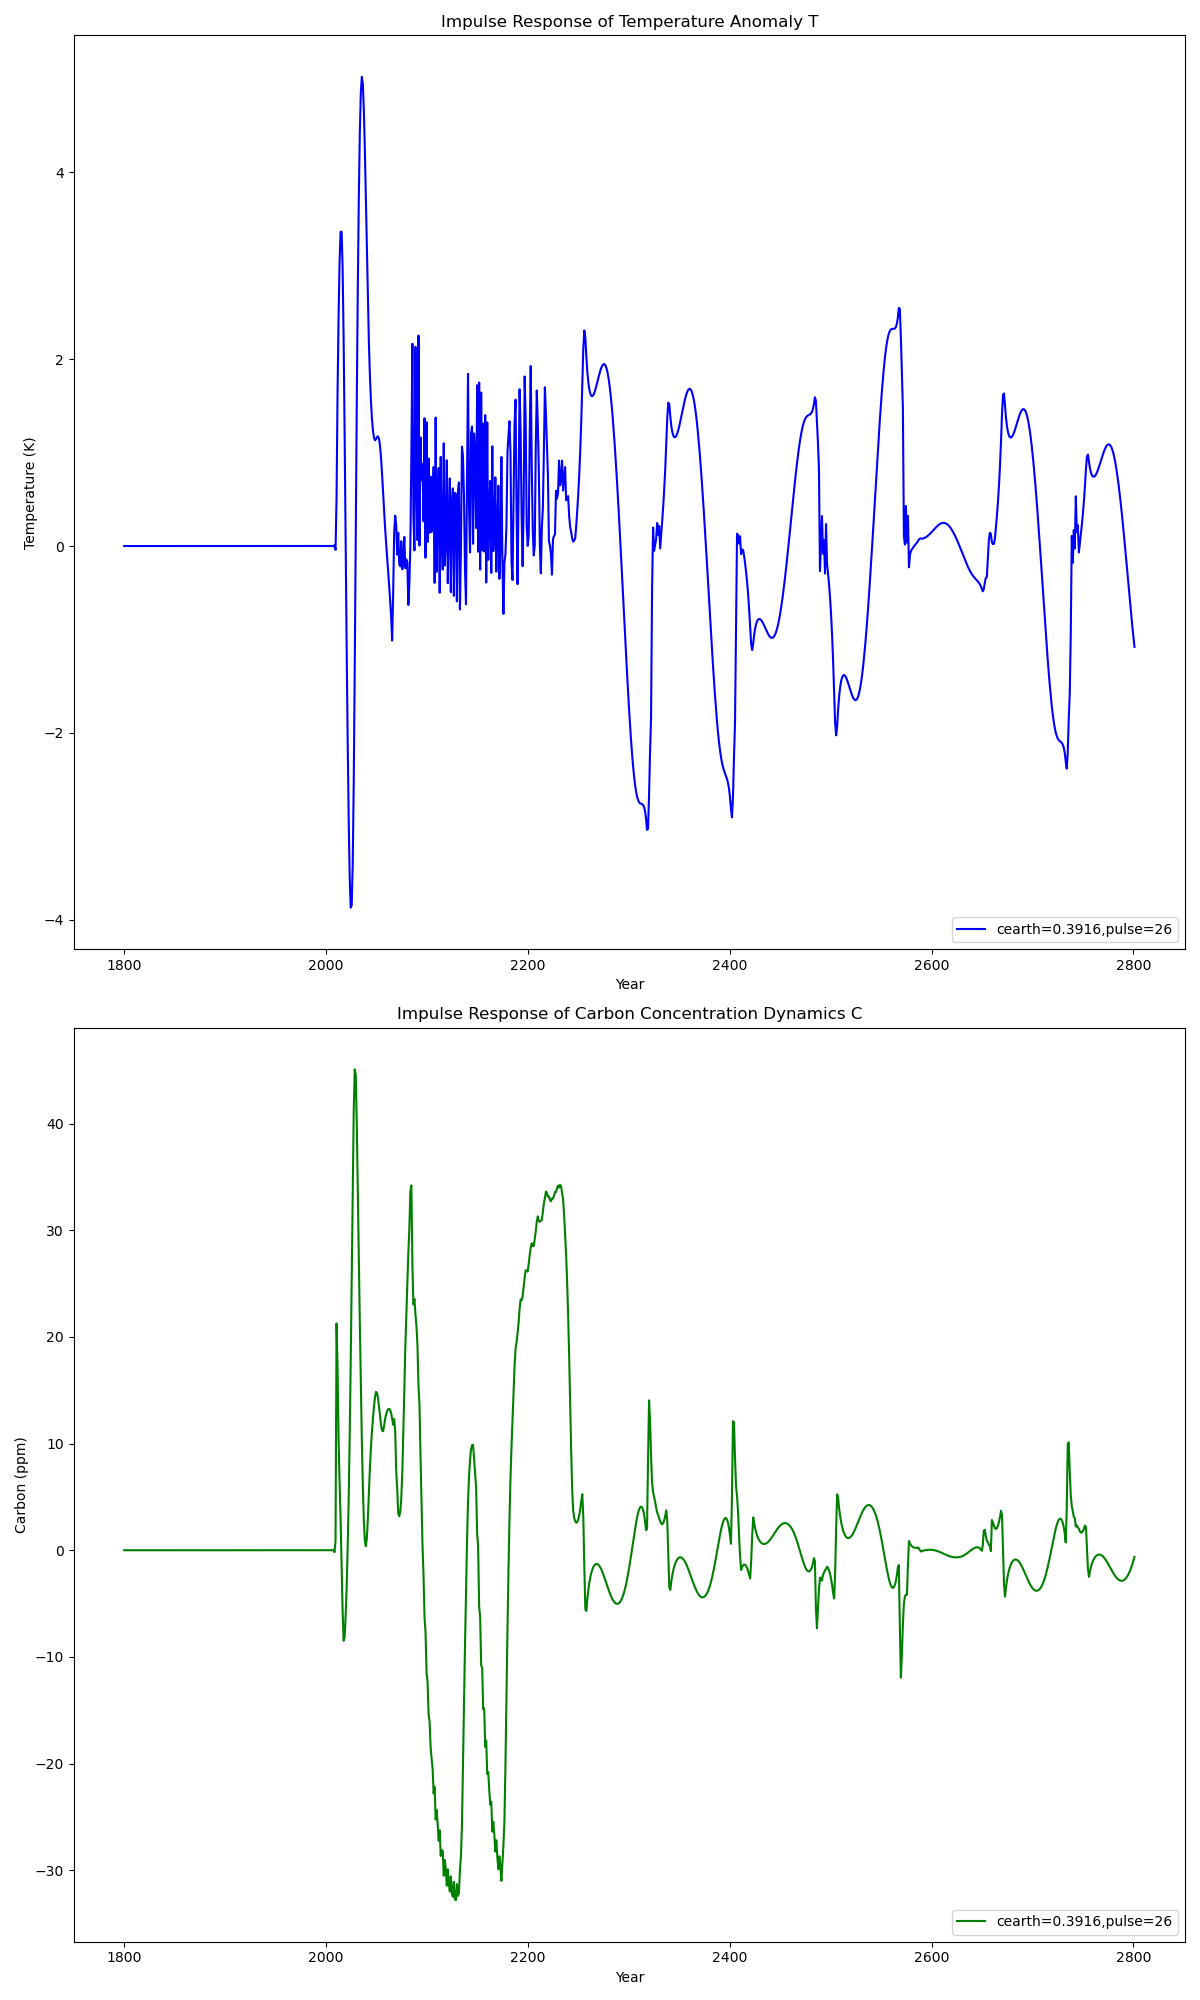 Impulse Response of Temperature Anomaly T
Temperature (K)
4
2
0
−2
−4
cearth=0.3916,pulse=26
1800 2000 2200 2400 2600 2800
Year
Impulse Response of Carbon Concentration Dynamics C
Carbon (ppm)
40
30
20
10
0
−10
−20
−30
cearth=0.3916,pulse=26
1800 2000 2200 2400 2600 2800
Year